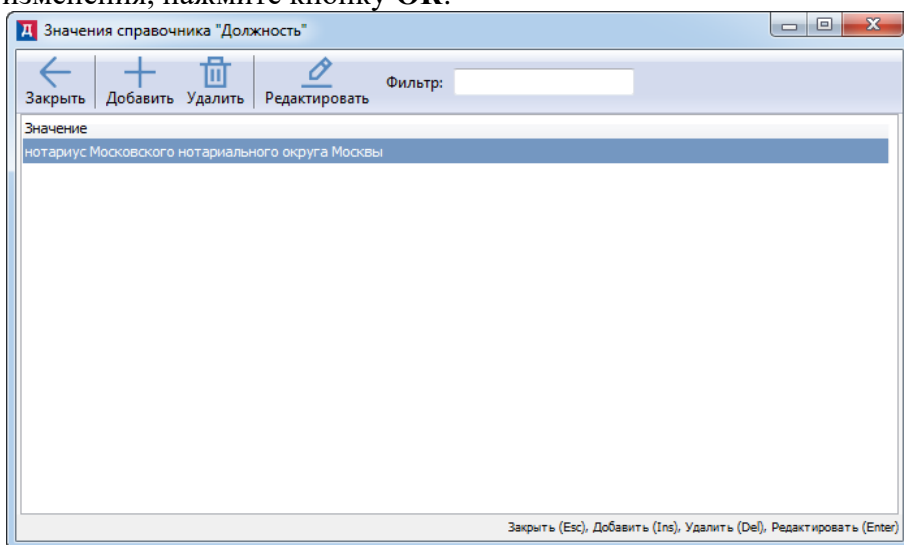 изменения, нажмите кнопку ОК.
Д Значения справочника "Должность"
Закрыть Добавить Удалить Редактировать Фильтр:
Значение
нотариус Московского нотариального округа Москвы
Закрыть (Esc), Добавить (Ins), Удалить (Del), Редактировать (Enter)